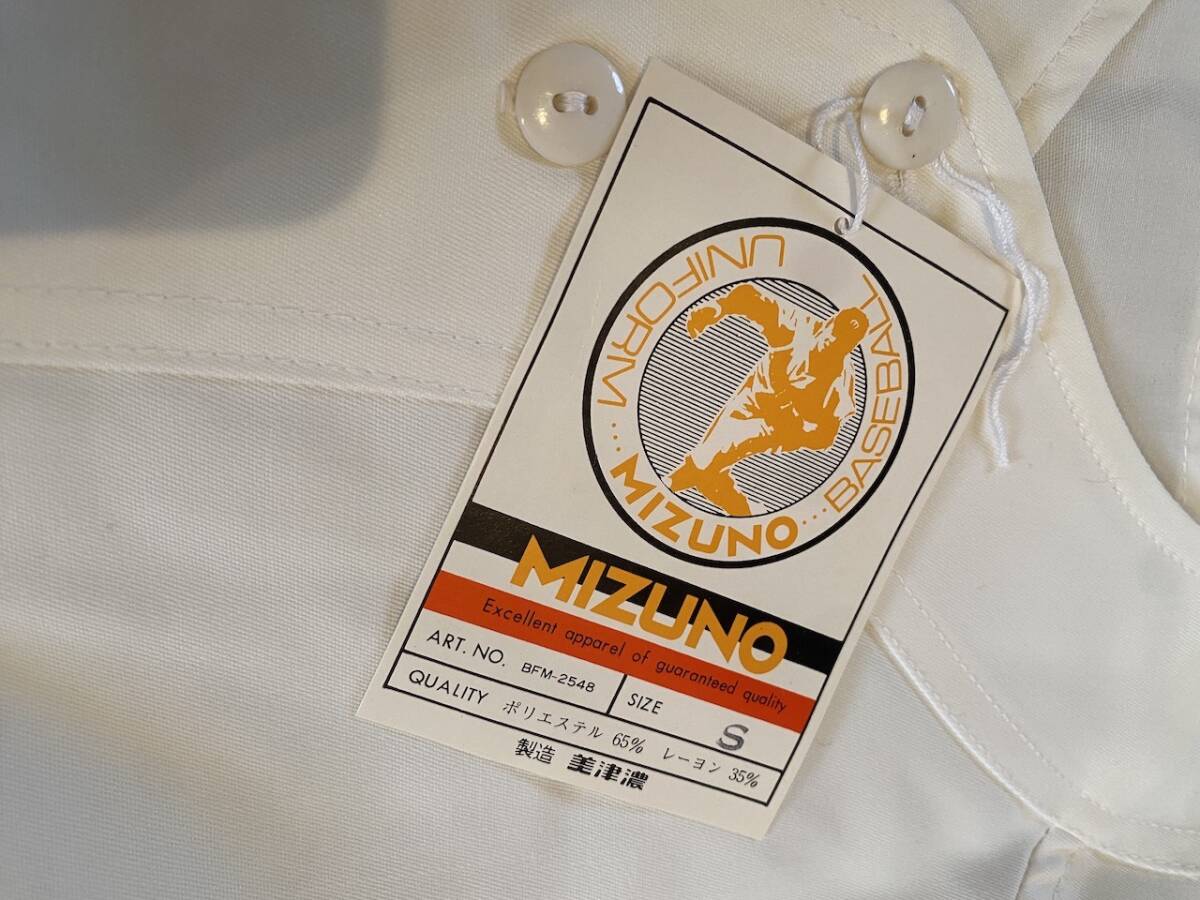 UNIFORM...MIZUNO...BASEBALL
MIZUNO
Excellent apparel of guaranteed quality
ART. NO. BFM-2548 SIZE S
QUALITY ポリエステル 65% レーヨン 35%
製造 美津濃